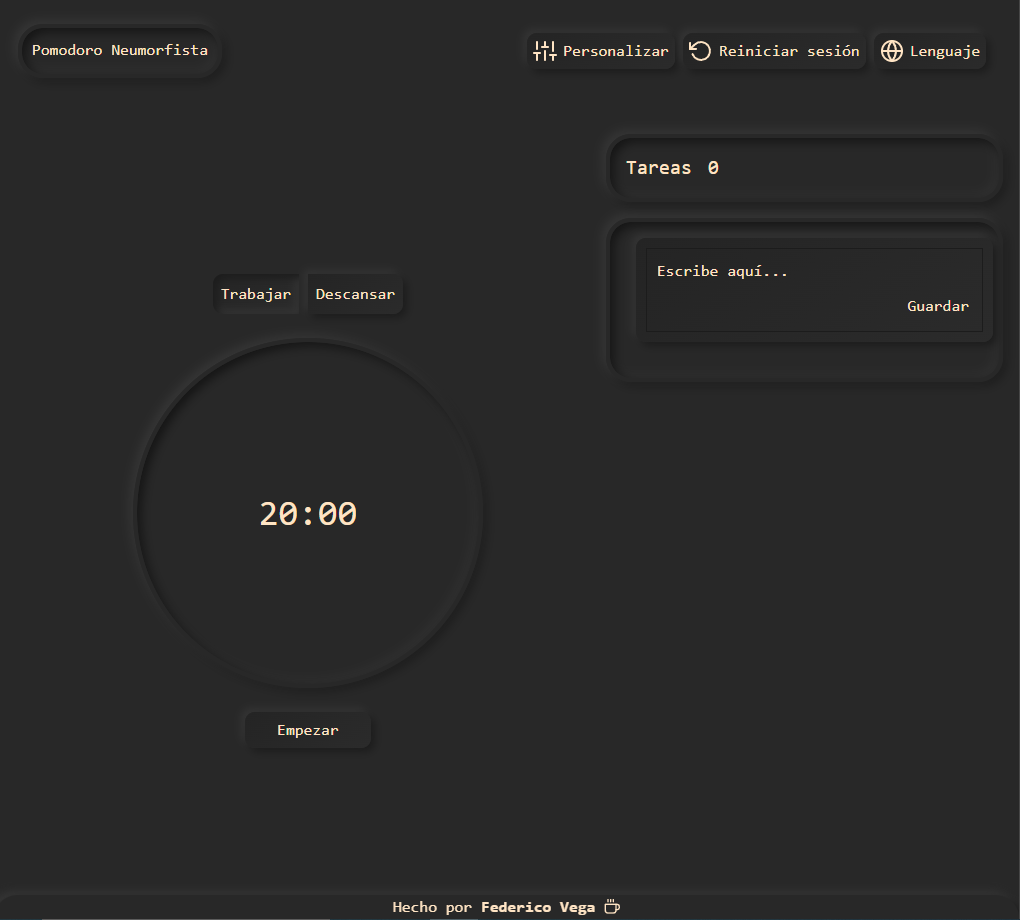 Pomodoro Neumorfista
Personalizar
Reiniciar sesión
Lenguaje
Tareas 0
Escribe aquí...
Guardar
Trabajar
Descansar
20:00
Empezar
Hecho por Federico Vega